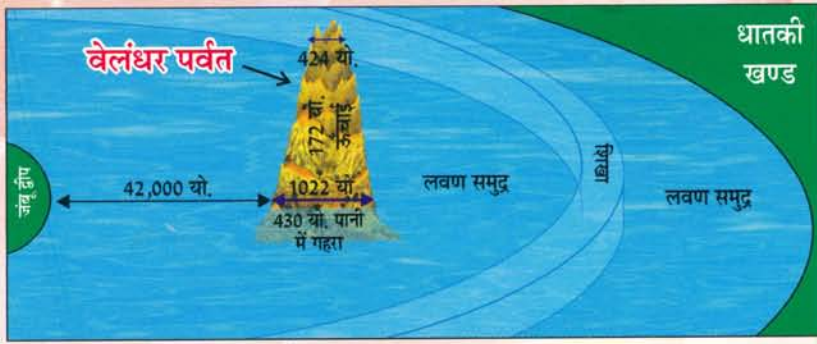 वेलंधर पर्वत
424 यो.
172 यो.
ऊंचाई
1022 यो.
430 यो. पानी
में गहरा
42,000 यो.
जंबू द्वीप
लवण समुद्र
शिखा
लवण समुद्र
धातकी
खण्ड